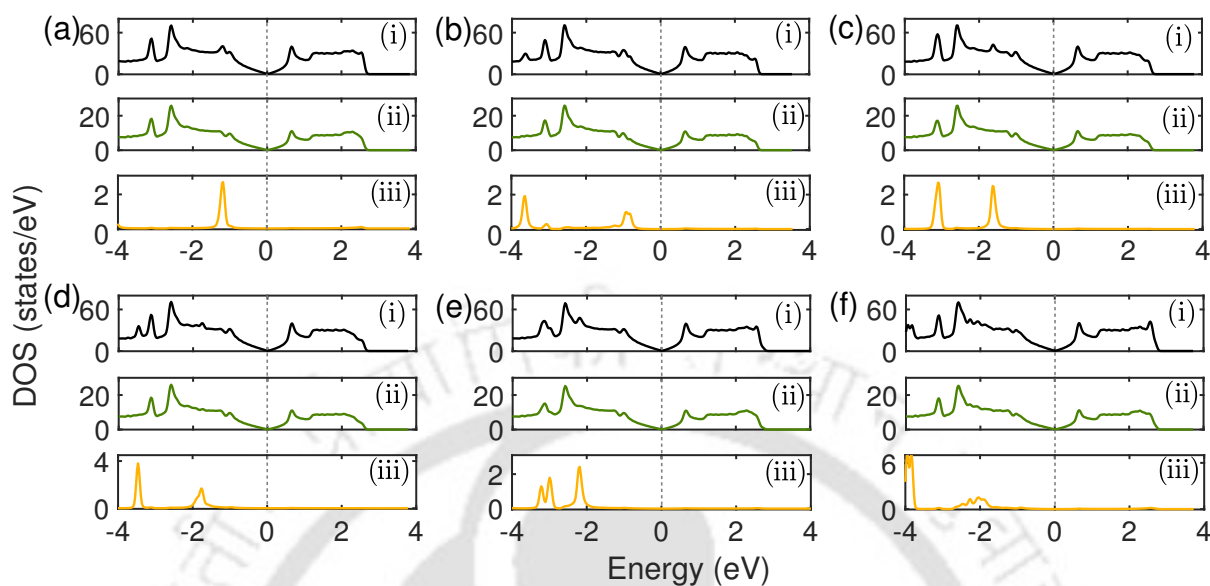 (a) (i) (b) (i) (c) (i)
60 60 60
0 0 0
(ii) (ii) (ii)
20 20 20
0 0 0
(iii) (iii) (iii)
2 2 2
0 0 0
-4 -2 0 2 4 -4 -2 0 2 4 -4 -2 0 2 4
DOS (states/eV)
(d) (i) (e) (i) (f) (i)
60 60 60
0 0 0
(ii) (ii) (ii)
20 20 20
0 0 0
(iii) (iii) (iii)
4 2 6
0 0 0
-4 -2 0 2 4 -4 -2 0 2 4 -4 -2 0 2 4
Energy (eV)